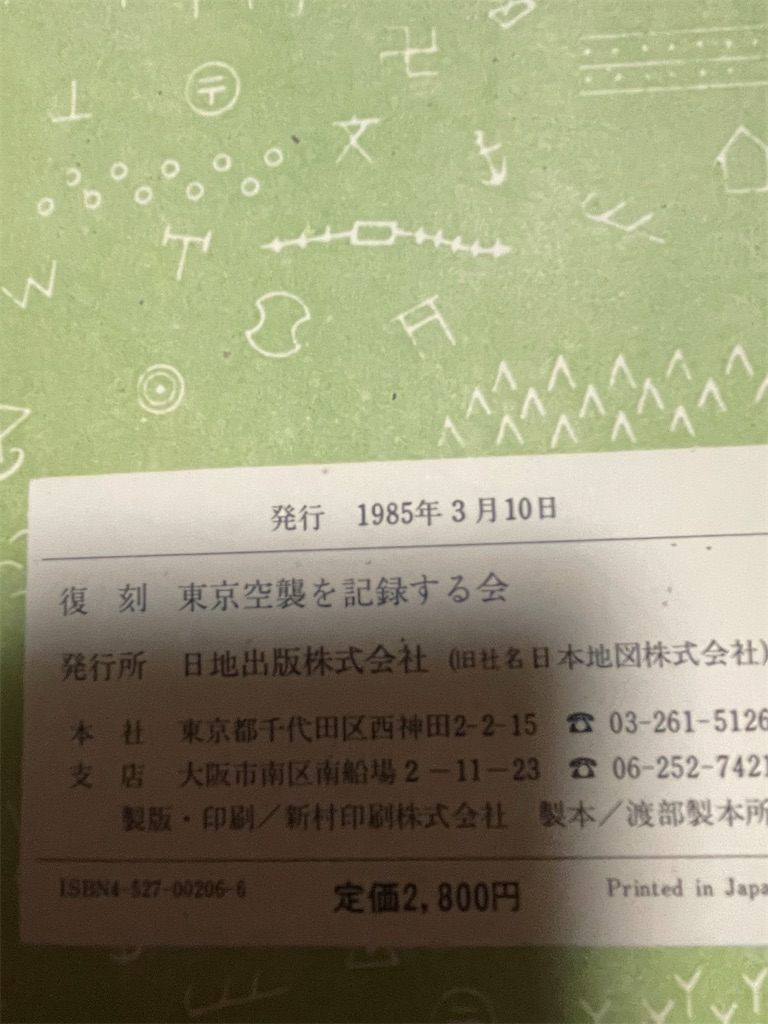 発行 1985年3月10日
復刻 東京空襲を記録する会
発行所 日地出版株式会社 (旧社名日本地図株式会社)
本社 東京都千代田区西神田2-2-15 ☎ 03-261-5126
支店 大阪市南区南船場2-11-23 ☎ 06-252-7421
製版・印刷/新村印刷株式会社 製本/渡部製本所
ISBN4-527-00206-6 定価2,800円 Printed in Japa